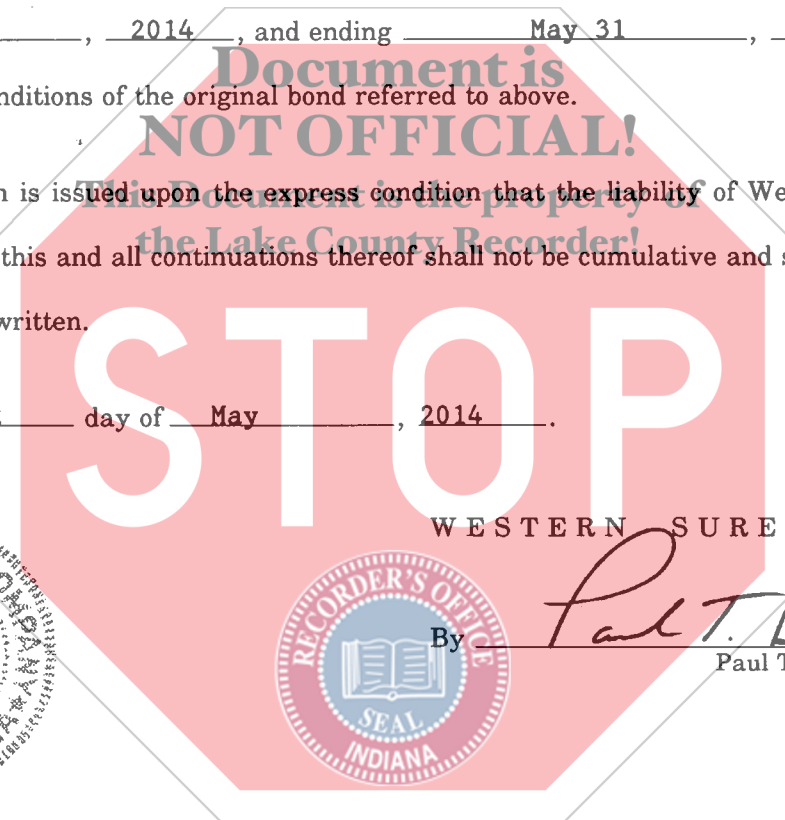 , 2014, and ending May 31,
Document is
nditions of the original bond referred to above.
NOT OFFICIAL!
n is issued upon the express condition that the liability of We
This Document is the property of
the Lake County Recorder!
this and all continuations thereof shall not be cumulative and s
written.
STOP
day of May, 2014.
WESTERN SURE
RECORDER'S OFFICE
SEAL
INDIANA
By Paul T.
Paul T
OMPANY